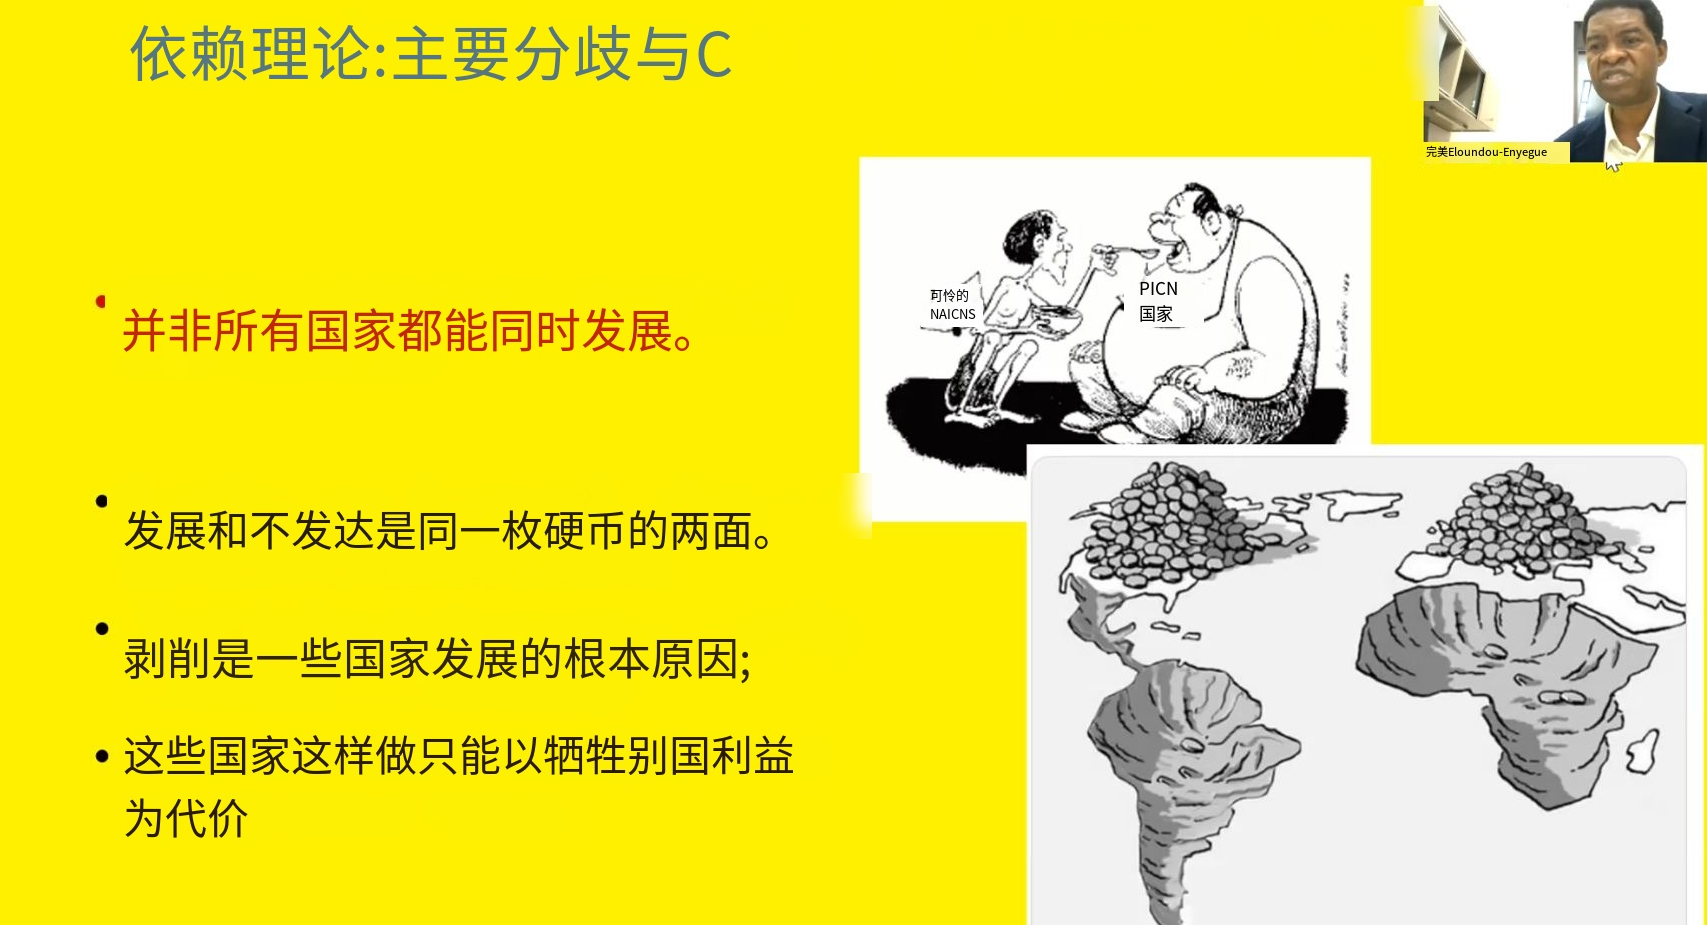 依赖理论:主要分歧与C
完美Eloundou-Enyegue
可怜的
NAICNS
PICN
国家
并非所有国家都能同时发展。
发展和不发达是同一枚硬币的两面。
剥削是一些国家发展的根本原因;
这些国家这样做只能以牺牲别国利益
为代价